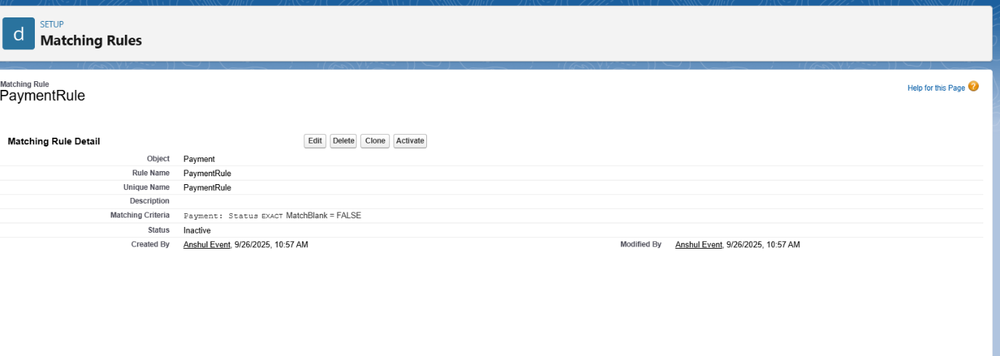 d
SETUP
Matching Rules
Matching Rule
PaymentRule
Help for this Page ?
Matching Rule Detail
Edit Delete Clone Activate
Object Payment
Rule Name PaymentRule
Unique Name PaymentRule
Description
Matching Criteria Payment: Status EXACT MatchBlank = FALSE
Status Inactive
Created By Anshul Event, 9/26/2025, 10:57 AM Modified By Anshul Event, 9/26/2025, 10:57 AM